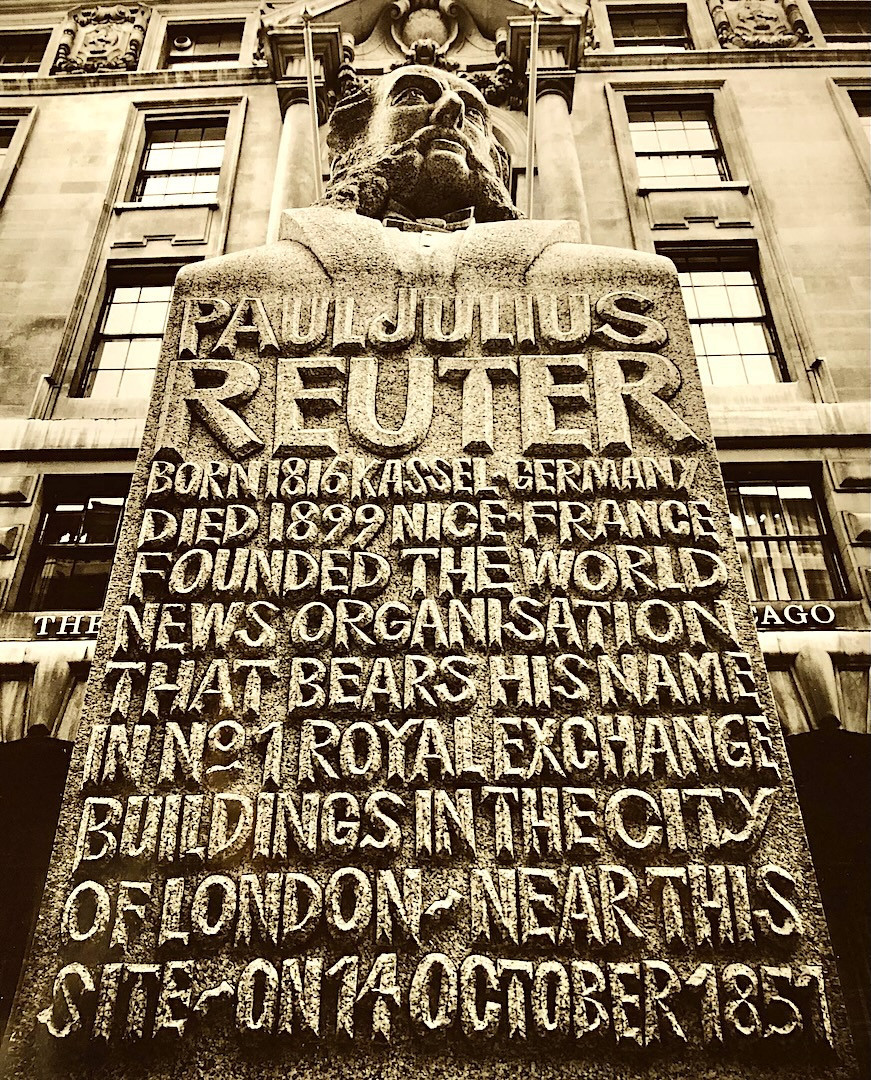 PAUL JULIUS
REUTER
BORN 1816 KASSEL-GERMANY
DIED 1899 NICE-FRANCE
FOUNDED THE WORLD
NEWS ORGANISATION
THAT BEARS HIS NAME
IN Nº 1 ROYAL EXCHANGE
BUILDINGS IN THE CITY
OF LONDON~NEAR THIS
SITE~ON 14 OCTOBER 1851
THE
CAGO